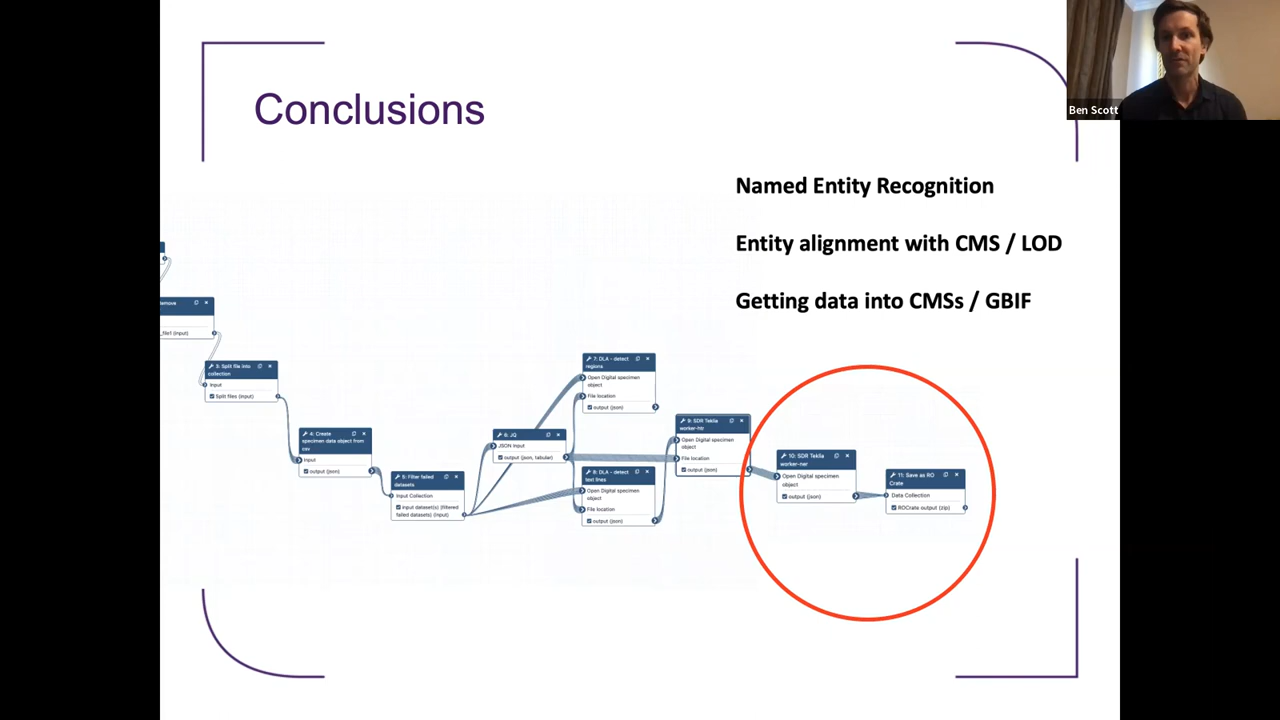 Conclusions
Ben Scott
Named Entity Recognition
Entity alignment with CMS / LOD
Getting data into CMSs / GBIF
_file1 (input)
3: Split file into
collection
Input
Split files (input)
4: Create
specimen data object from
csv
Input
output (json)
5: Filter failed
datasets
Input Collection
input dataset(s) (filtered
failed datasets) (input)
6: JQ
JSON input
output (json, tabular)
7: DLA - detect
regions
Open Digital specimen
object
File location
output (json)
8: DLA - detect
text lines
Open Digital specimen
object
File location
output (json)
9: SDR Teklia
worker-htr
Open Digital specimen
object
File location
output (json)
10: SDR Teklia
worker-ner
Open Digital specimen
object
output (json)
11: Save as RO
Crate
Data Collection
ROCrate output (zip)